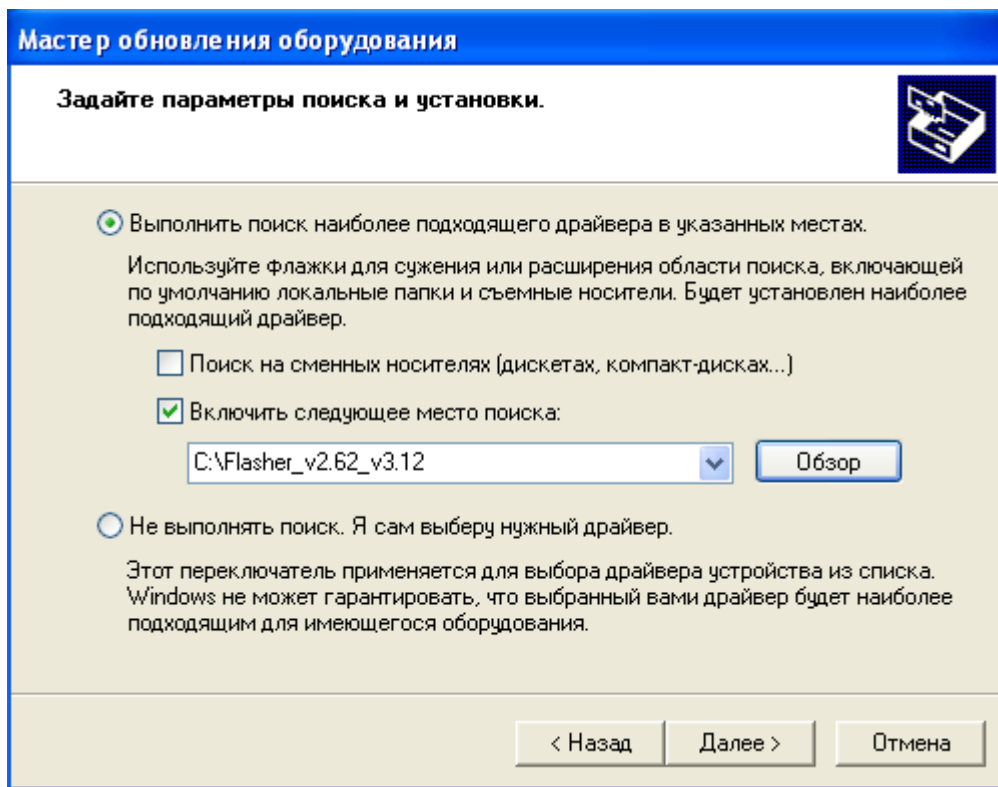 Мастер обновления оборудования
Задайте параметры поиска и установки.
Выполнить поиск наиболее подходящего драйвера в указанных местах.
Используйте флажки для сужения или расширения области поиска, включающей
по умолчанию локальные папки и съемные носители. Будет установлен наиболее
подходящий драйвер.
Поиск на сменных носителях (дискетах, компакт-дисках...)
Включить следующее место поиска:
C:\Flasher_v2.62_v3.12
Обзор
Не выполнять поиск. Я сам выберу нужный драйвер.
Этот переключатель применяется для выбора драйвера устройства из списка.
Windows не может гарантировать, что выбранный вами драйвер будет наиболее
подходящим для имеющегося оборудования.
< Назад Далее > Отмена